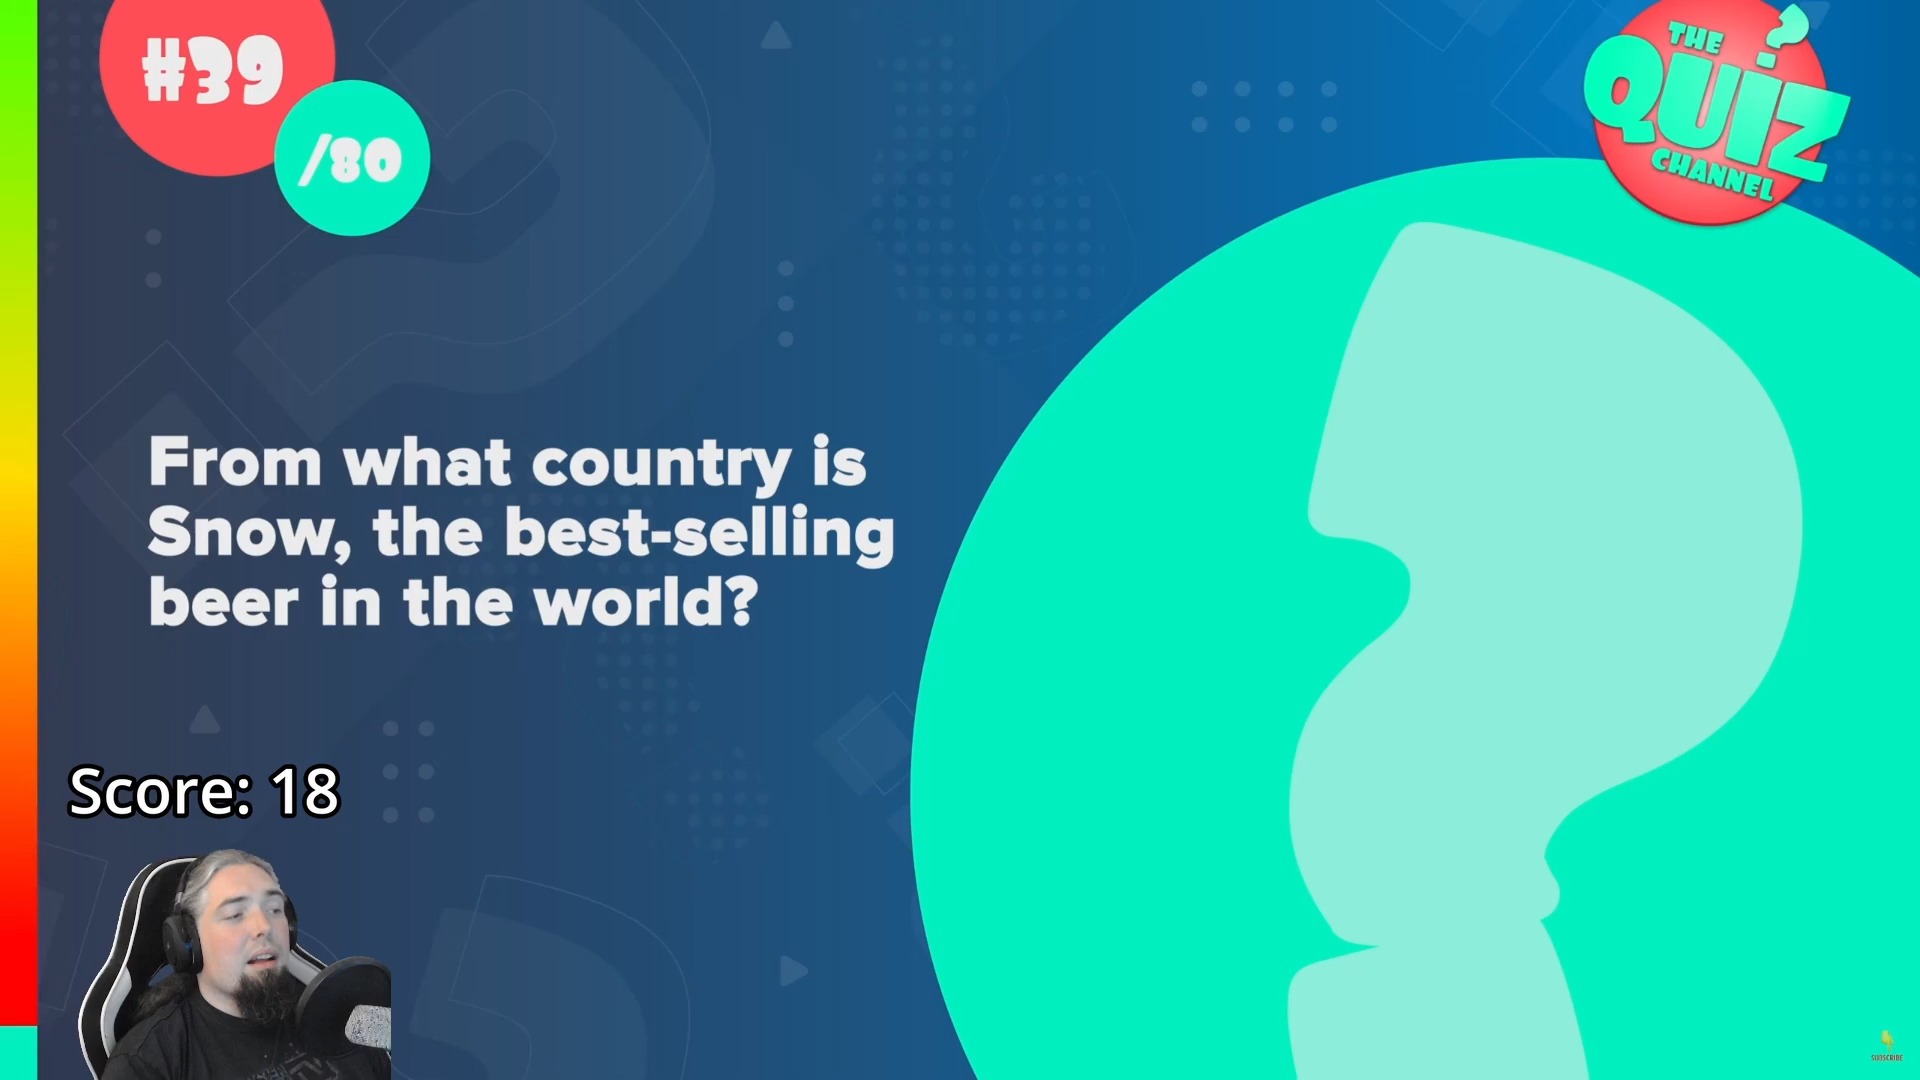 #39
/80
THE
QUIZ
CHANNEL
From what country is
Snow, the best-selling
beer in the world?
Score: 18
SUBSCRIBE